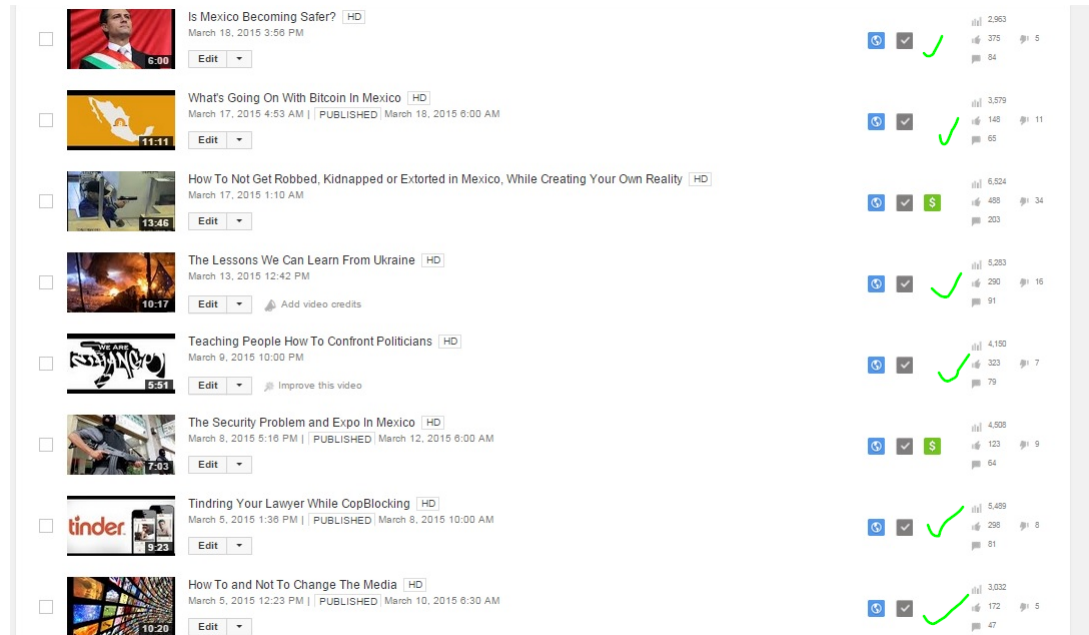 Is Mexico Becoming Safer? HD
March 18, 2015 3:56 PM
6:00
Edit
2,963
375 5
84
What's Going On With Bitcoin In Mexico HD
March 17, 2015 4:53 AM | PUBLISHED March 18, 2015 6:00 AM
11:11
Edit
3,579
148 11
65
How To Not Get Robbed, Kidnapped or Extorted in Mexico, While Creating Your Own Reality HD
March 17, 2015 1:10 AM
13:46
Edit
$
6,524
488 34
203
The Lessons We Can Learn From Ukraine HD
March 13, 2015 12:42 PM
10:17
Edit Add video credits
5,283
290 16
91
Teaching People How To Confront Politicians HD
March 9, 2015 10:00 PM
WE ARE
CHANGE
5:51
Edit Improve this video
4,150
323 7
79
The Security Problem and Expo In Mexico HD
March 8, 2015 5:16 PM | PUBLISHED March 12, 2015 6:00 AM
7:03
Edit
$
4,508
123 9
64
Tindring Your Lawyer While CopBlocking HD
March 5, 2015 1:36 PM | PUBLISHED March 8, 2015 10:00 AM
tinder
9:23
Edit
5,489
298 8
81
How To and Not To Change The Media HD
March 5, 2015 12:23 PM | PUBLISHED March 10, 2015 6:30 AM
10:20
Edit
3,032
172 5
47